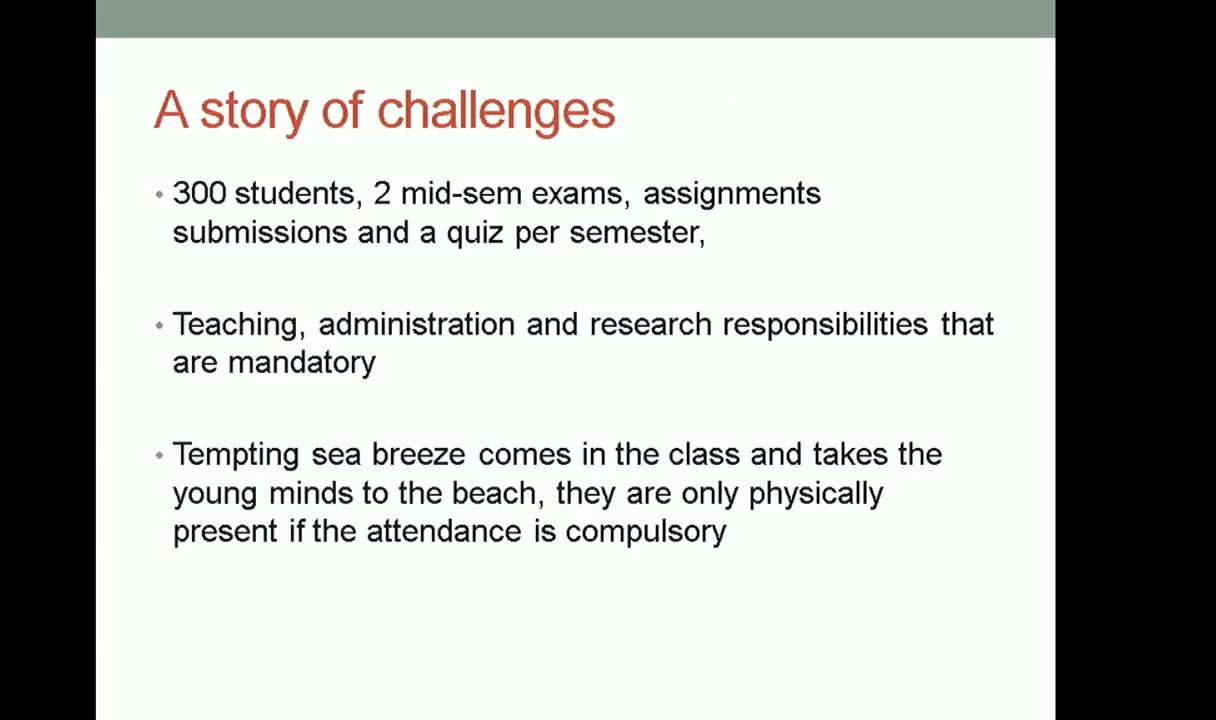 A story of challenges
• 300 students, 2 mid-sem exams, assignments
submissions and a quiz per semester,
• Teaching, administration and research responsibilities that
are mandatory
• Tempting sea breeze comes in the class and takes the
young minds to the beach, they are only physically
present if the attendance is compulsory